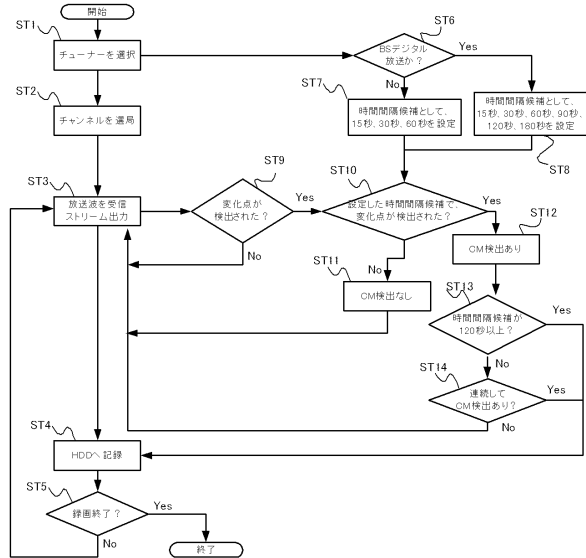 開始
ST1
チューナーを選択
ST2
チャンネルを選局
ST3
放送波を受信
ストリーム出力
ST4
HDDへ記録
ST5
録画終了？
Yes
No
終了
ST6
BSデジタル
放送か？
Yes
No
ST7
時間間隔候補として、
15秒、30秒、60秒を設定
時間間隔候補として、
15秒、30秒、60秒、90秒、
120秒、180秒を設定
ST8
ST9
変化点が
検出された？
Yes
No
ST10
設定した時間間隔候補で、
変化点が検出された？
Yes
No
ST11
CM検出なし
ST12
CM検出あり
ST13
時間間隔候補が
120秒以上？
Yes
No
ST14
連続して
CM検出あり？
Yes
No